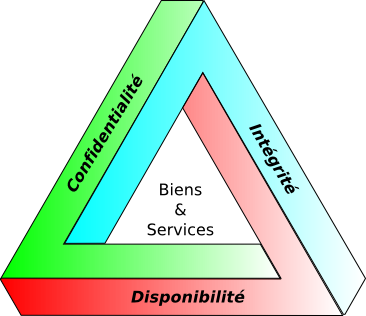 Confidentialité
Intégrité
Biens
&
Services
Disponibilité